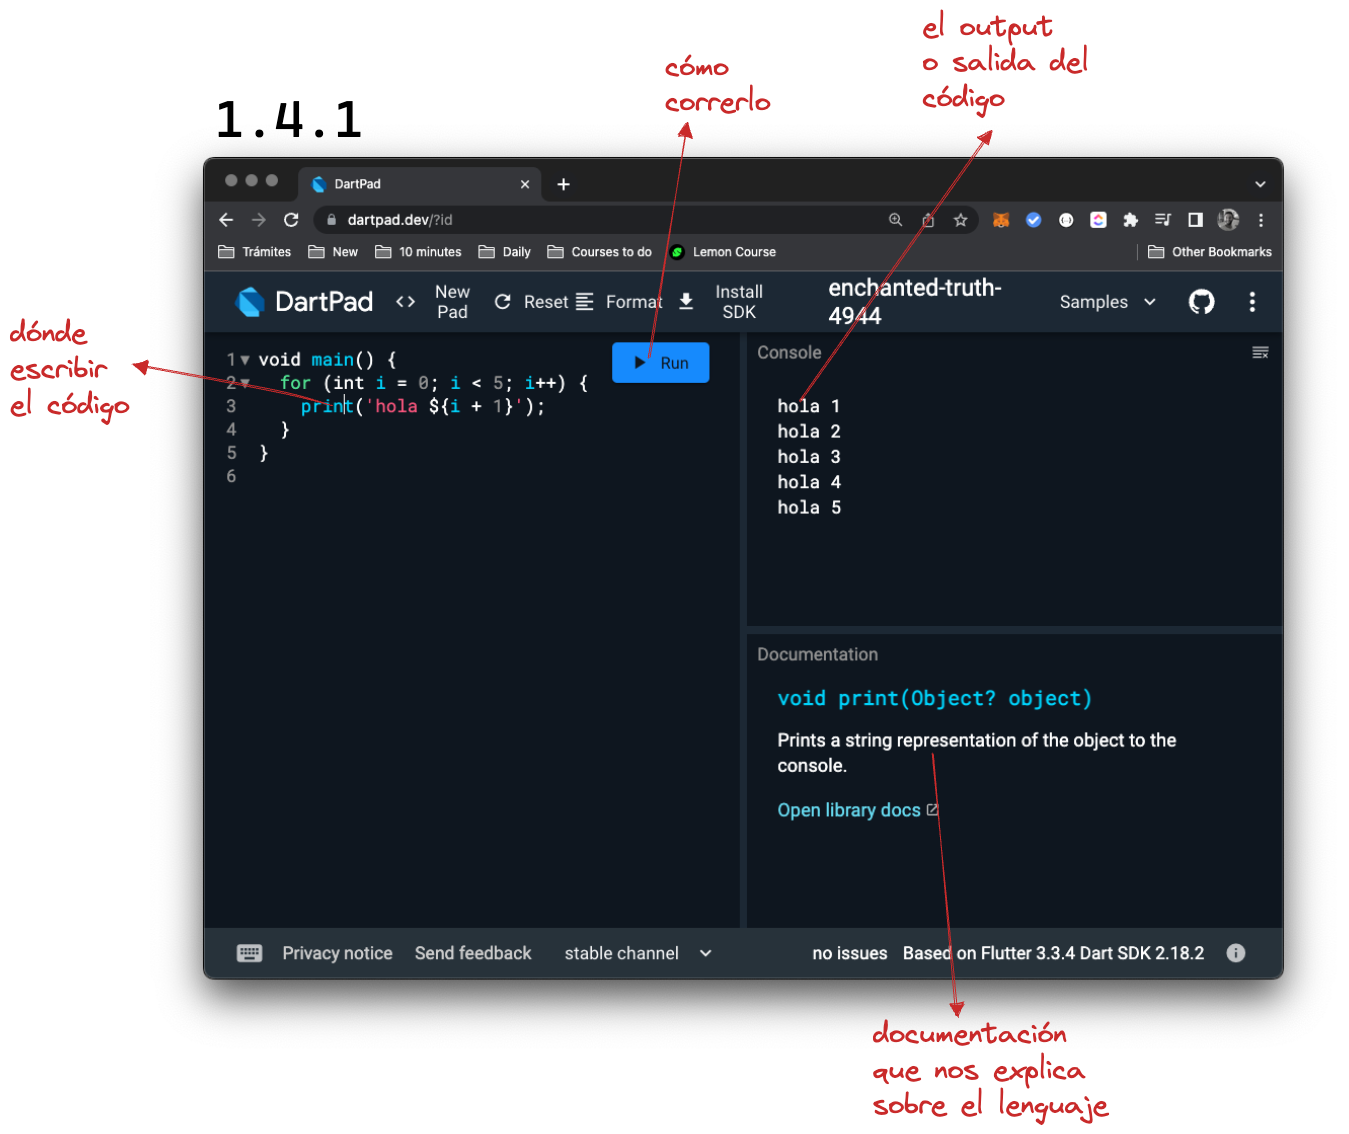 el output
o salida del
código
cómo
correrlo
1.4.1
DartPad
dartpad.dev/?id
Trámites New 10 minutes Daily Courses to do Lemon Course Other Bookmarks
DartPad <> New Pad Reset Format Install SDK enchanted-truth-4944 Samples
dónde
escribir
el código
Run
1 void main() {
2 for (int i = 0; i < 5; i++) {
3 print('hola ${i + 1}');
4 }
5 }
6
Console
hola 1
hola 2
hola 3
hola 4
hola 5
Documentation
void print(Object? object)
Prints a string representation of the object to the
console.
Open library docs
Privacy notice Send feedback stable channel no issues Based on Flutter 3.3.4 Dart SDK 2.18.2
documentación
que nos explica
sobre el lenguaje